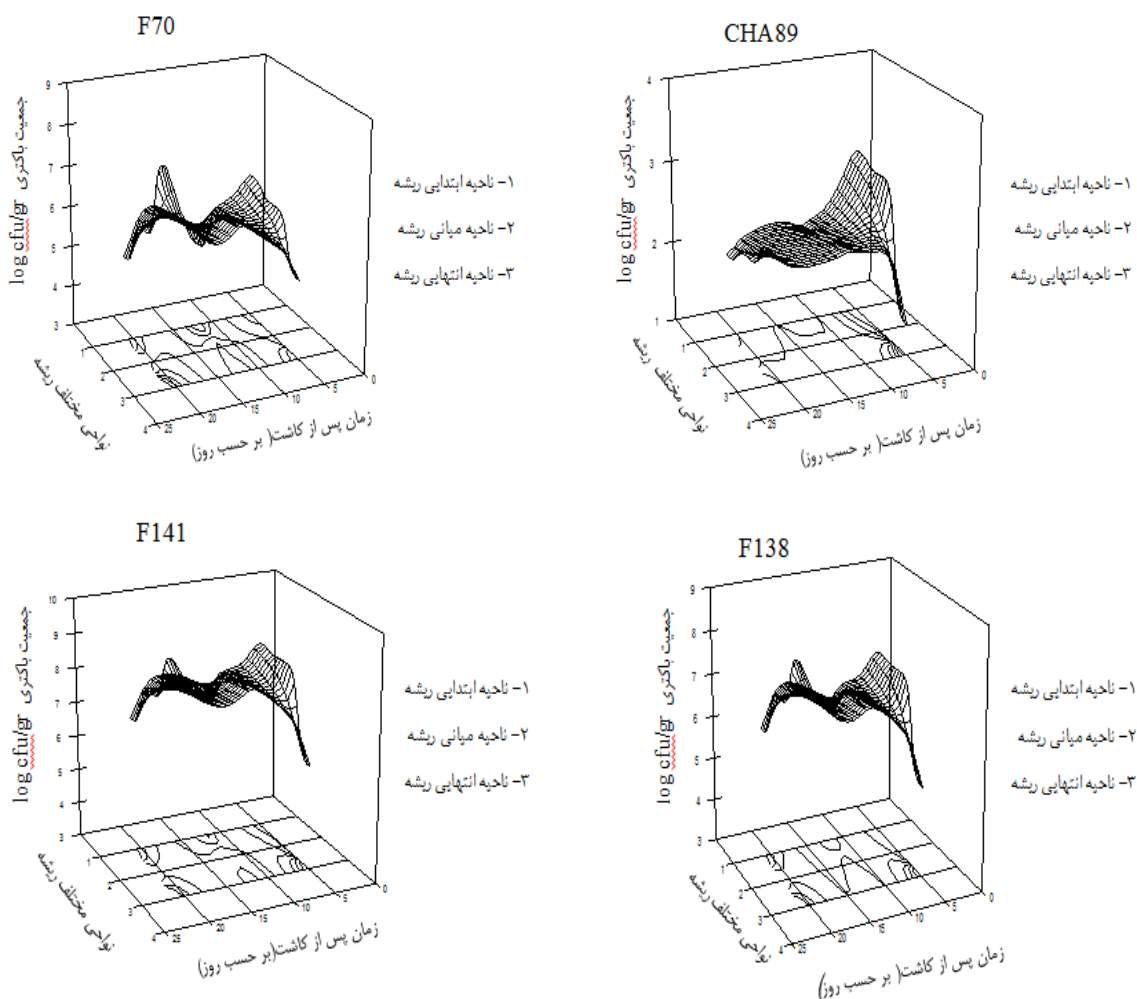 F70
جمعیت باکتری log cfu/gr
9
8
7
6
5
4
3
1
2
3
4
25
20
15
10
5
0
نواحی مختلف ریشه
زمان پس از کاشت( بر حسب روز)
۱- ناحیه ابتدایی ریشه
۲- ناحیه میانی ریشه
۳- ناحیه انتهایی ریشه
CHA89
جمعیت باکتری log cfu/gr
4
3
2
1
1
2
3
4
25
20
15
10
5
0
نواحی مختلف ریشه
زمان پس از کاشت( بر حسب روز)
۱- ناحیه ابتدایی ریشه
۲- ناحیه میانی ریشه
۳- ناحیه انتهایی ریشه
F141
جمعیت باکتری log cfu/gr
10
9
8
7
6
5
4
3
1
2
3
4
25
20
15
10
5
0
نواحی مختلف ریشه
زمان پس از کاشت(بر حسب روز)
۱- ناحیه ابتدایی ریشه
۲- ناحیه میانی ریشه
۳- ناحیه انتهایی ریشه
F138
جمعیت باکتری log cfu/gr
9
8
7
6
5
4
3
1
2
3
4
25
20
15
10
5
0
نواحی مختلف ریشه
زمان پس از کاشت( بر حسب روز)
۱- ناحیه ابتدایی ریشه
۲- ناحیه میانی ریشه
۳- ناحیه انتهایی ریشه